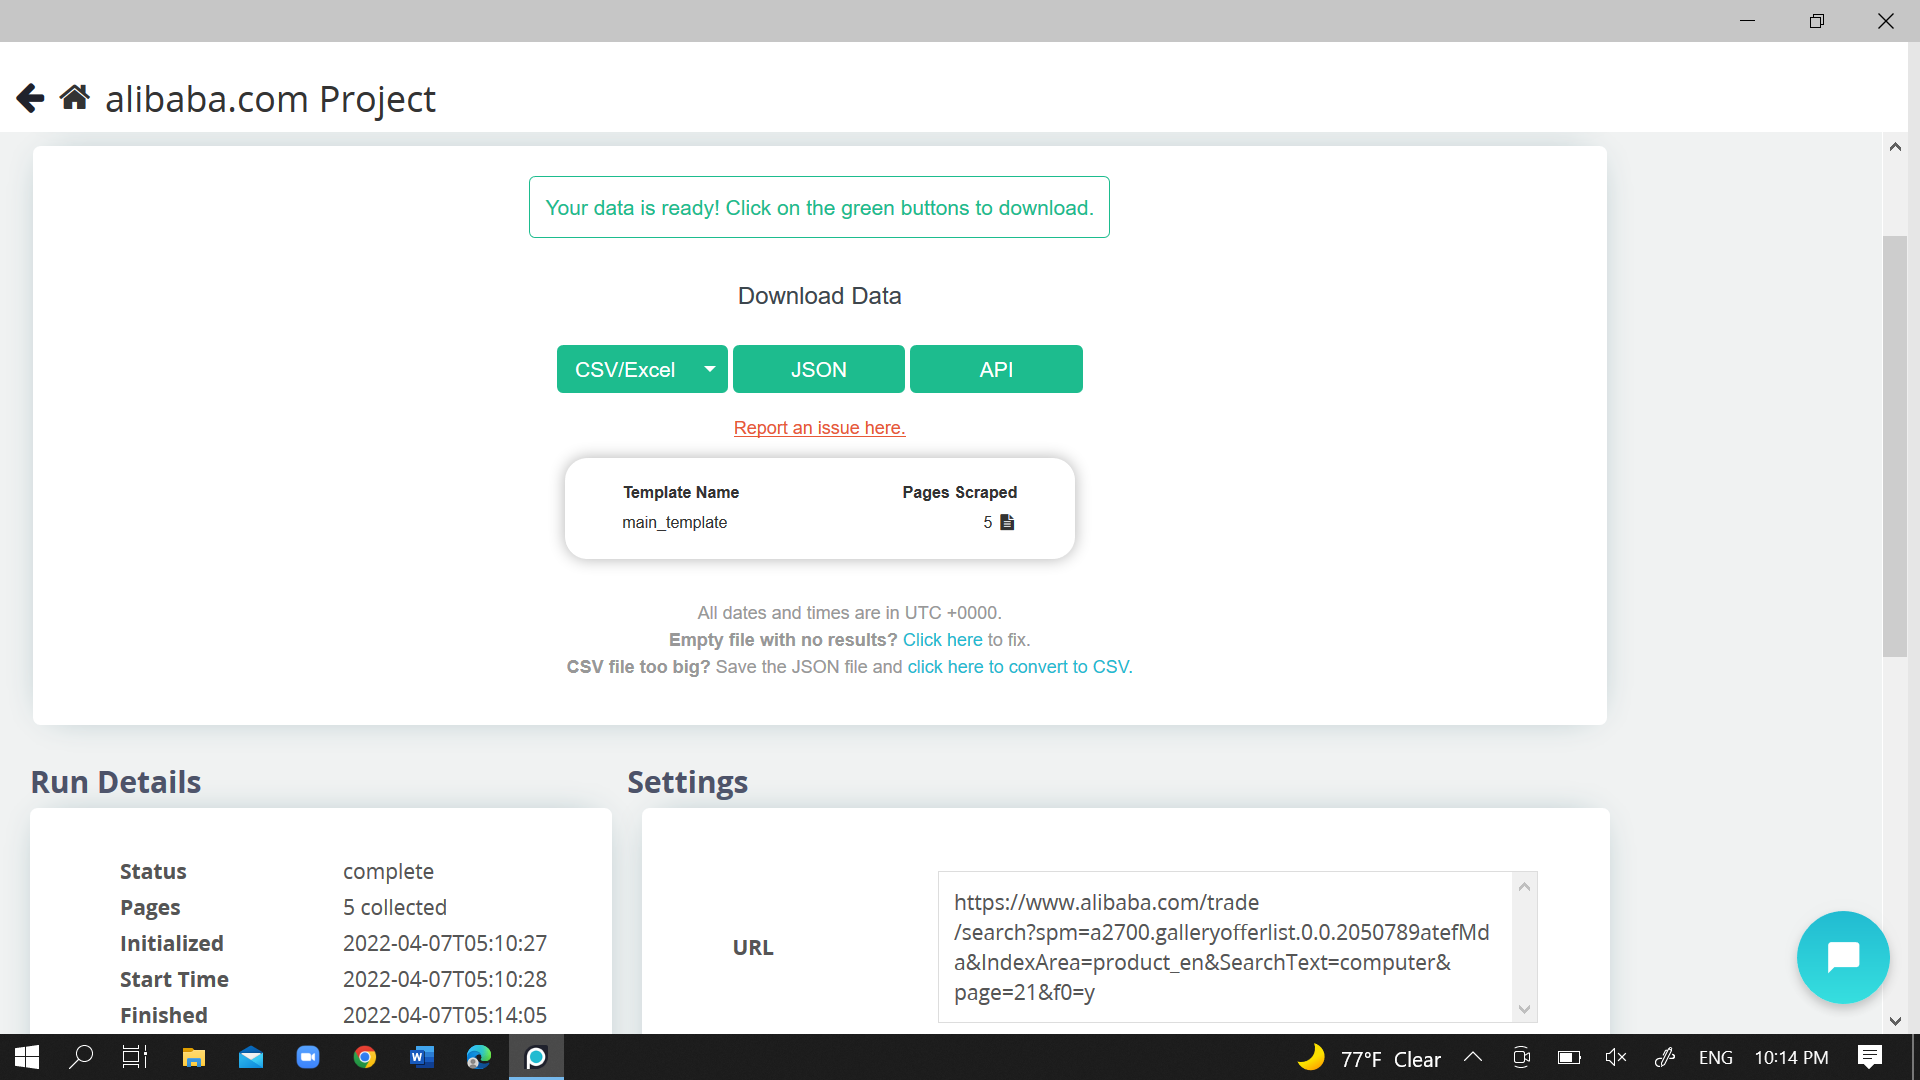 alibaba.com Project
Your data is ready! Click on the green buttons to download.
Download Data
CSV/Excel
JSON
API
Report an issue here.
Template Name
Pages Scraped
main_template
5
All dates and times are in UTC +0000.
Empty file with no results? Click here to fix.
CSV file too big? Save the JSON file and click here to convert to CSV.
Run Details
Status complete
Pages 5 collected
Initialized 2022-04-07T05:10:27
Start Time 2022-04-07T05:10:28
Finished 2022-04-07T05:14:05
Settings
URL
https://www.alibaba.com/trade
/search?spm=a2700.galleryofferlist.0.0.2050789atefMd
a&IndexArea=product_en&SearchText=computer&
page=21&f0=y
77°F Clear
ENG
10:14 PM